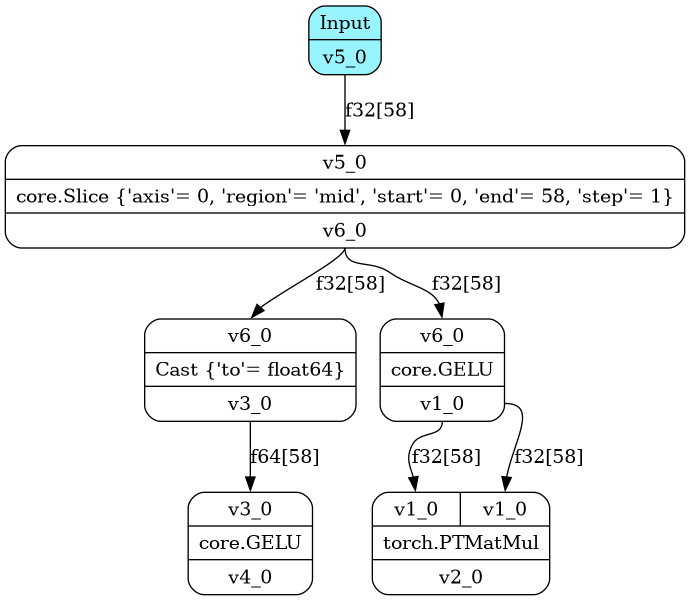 Input
v5_0
f32[58]
v5_0
core.Slice {'axis'= 0, 'region'= 'mid', 'start'= 0, 'end'= 58, 'step'= 1}
v6_0
f32[58]
f32[58]
v6_0
Cast {'to'= float64}
v3_0
v6_0
core.GELU
v1_0
f64[58]
f32[58]
f32[58]
v3_0
core.GELU
v4_0
v1_0
v1_0
torch.PTMatMul
v2_0